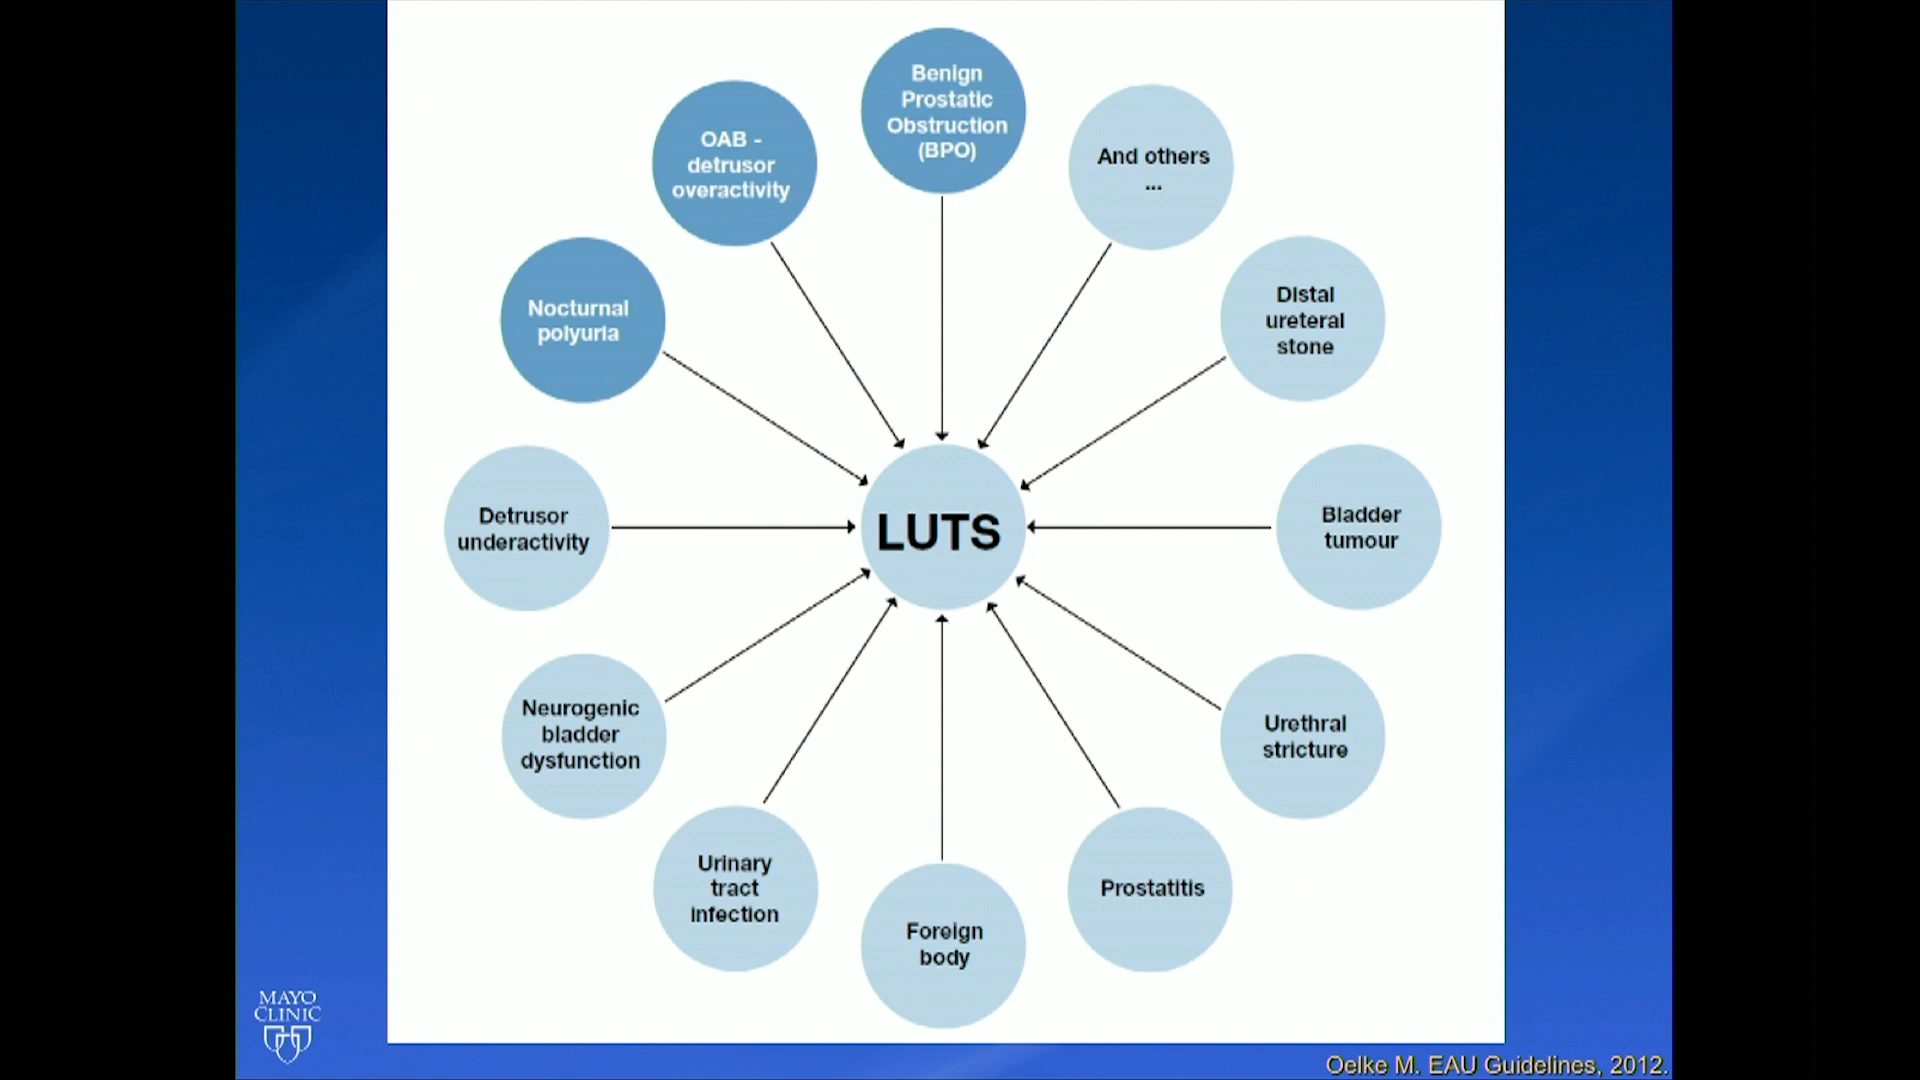 Benign
Prostatic
Obstruction
(BPO)
OAB -
detrusor
overactivity
And others
...
Nocturnal
polyuria
Distal
ureteral
stone
Detrusor
underactivity
LUTS
Bladder
tumour
Neurogenic
bladder
dysfunction
Urethral
stricture
Urinary
tract
infection
Foreign
body
Prostatitis
MAYO
CLINIC
Oelke M. EAU Guidelines, 2012.